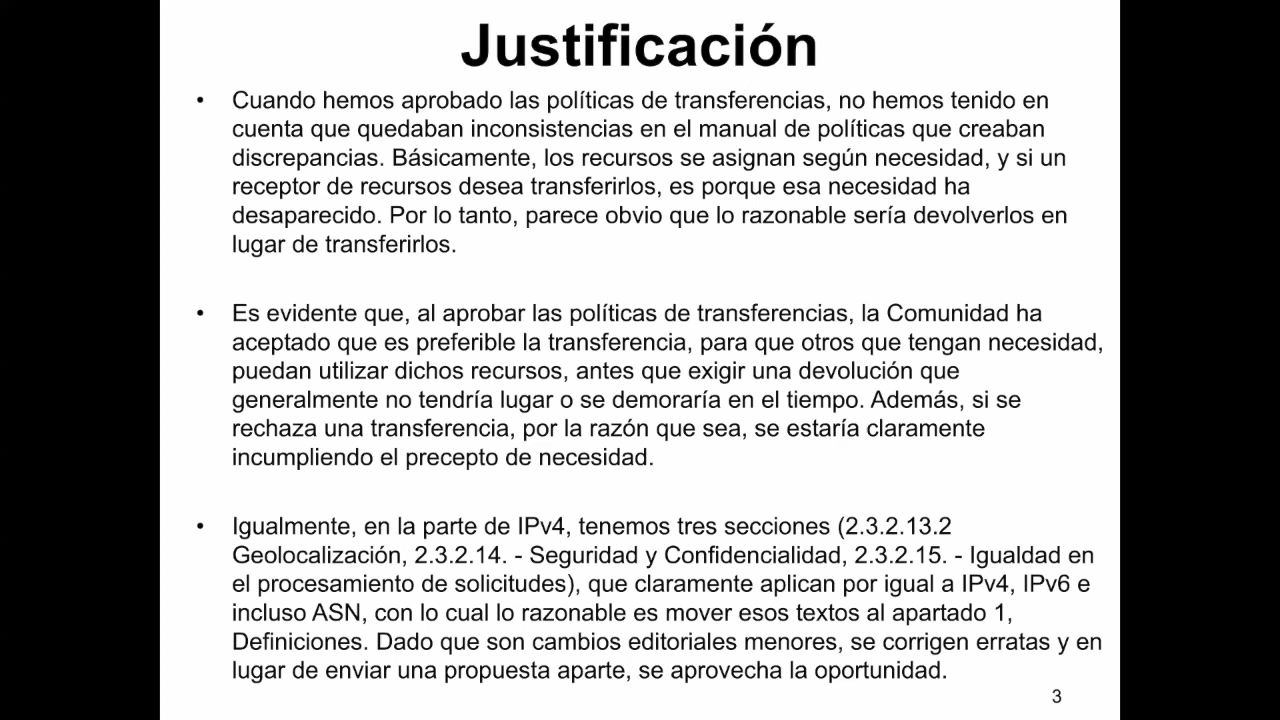 Justificación
• Cuando hemos aprobado las políticas de transferencias, no hemos tenido en
cuenta que quedaban inconsistencias en el manual de políticas que creaban
discrepancias. Básicamente, los recursos se asignan según necesidad, y si un
receptor de recursos desea transferirlos, es porque esa necesidad ha
desaparecido. Por lo tanto, parece obvio que lo razonable sería devolverlos en
lugar de transferirlos.
• Es evidente que, al aprobar las políticas de transferencias, la Comunidad ha
aceptado que es preferible la transferencia, para que otros que tengan necesidad,
puedan utilizar dichos recursos, antes que exigir una devolución que
generalmente no tendría lugar o se demoraría en el tiempo. Además, si se
rechaza una transferencia, por la razón que sea, se estaría claramente
incumpliendo el precepto de necesidad.
• Igualmente, en la parte de IPv4, tenemos tres secciones (2.3.2.13.2
Geolocalización, 2.3.2.14. - Seguridad y Confidencialidad, 2.3.2.15. - Igualdad en
el procesamiento de solicitudes), que claramente aplican por igual a IPv4, IPv6 e
incluso ASN, con lo cual lo razonable es mover esos textos al apartado 1,
Definiciones. Dado que son cambios editoriales menores, se corrigen erratas y en
lugar de enviar una propuesta aparte, se aprovecha la oportunidad.
3